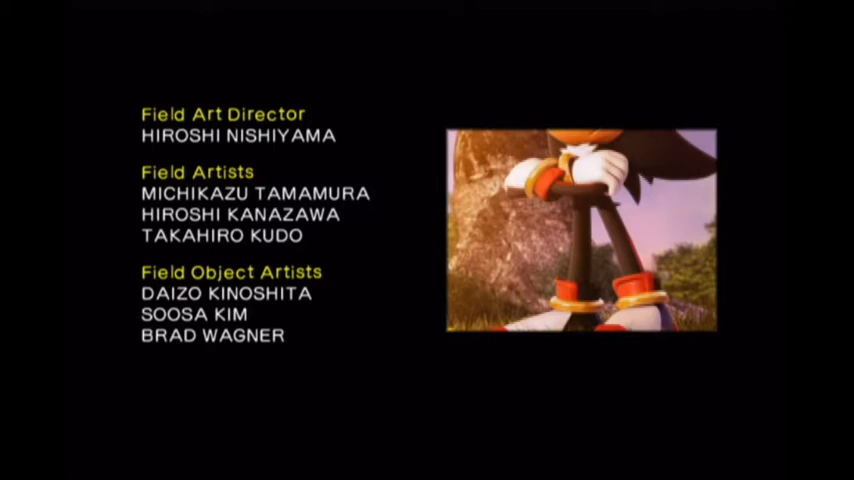 Field Art Director
HIROSHI NISHIYAMA
Field Artists
MICHIKAZU TAMAMURA
HIROSHI KANAZAWA
TAKAHIRO KUDO
Field Object Artists
DAIZO KINOSHITA
SOOSA KIM
BRAD WAGNER